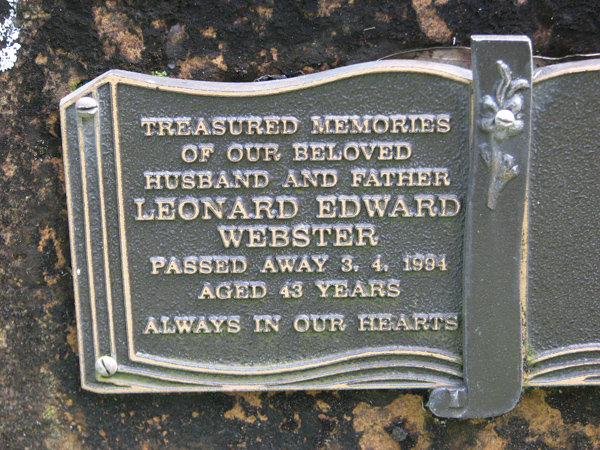 TREASURED MEMORIES
OF OUR BELOVED
HUSBAND AND FATHER
LEONARD EDWARD
WEBSTER
PASSED AWAY 3. 4. 1994
AGED 43 YEARS
ALWAYS IN OUR HEARTS